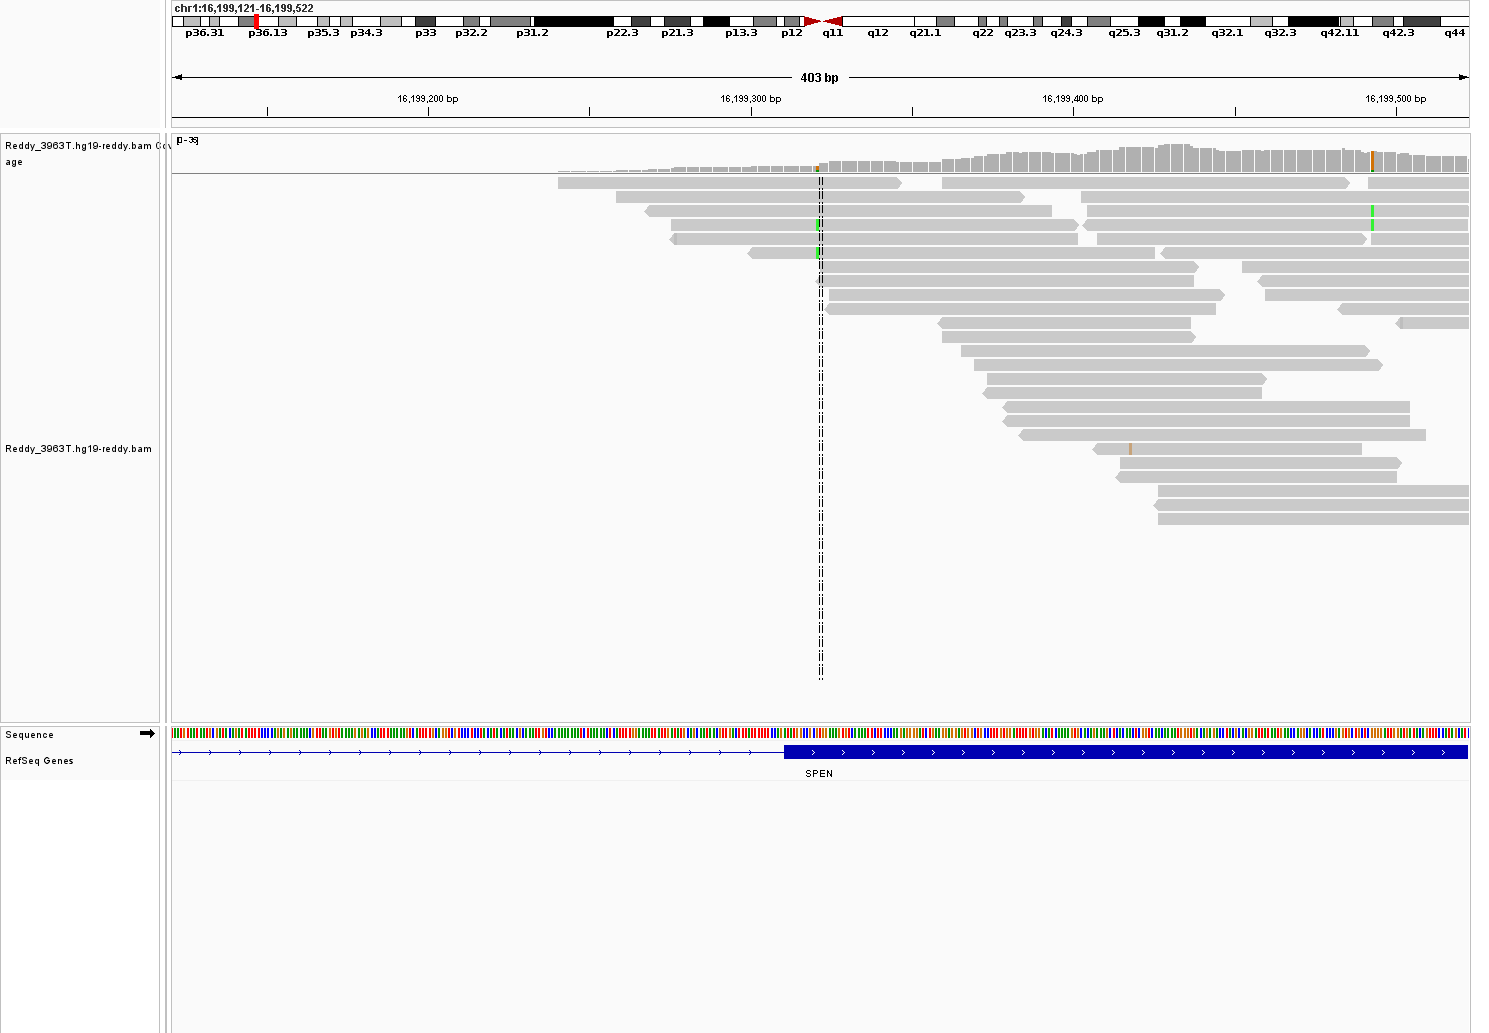 chr1:16,199,121-16,199,522
p36.31 p36.13 p35.3 p34.3 p33 p32.2 p31.2 p22.3 p21.3 p13.3 p12 q11 q12 q21.1 q22 q23.3 q24.3 q25.3 q31.2 q32.1 q32.3 q42.11 q42.3 q44
403 bp
16,199,200 bp 16,199,300 bp 16,199,400 bp 16,199,500 bp
Reddy_3963T.hg19-reddy.bam Cov
age
[0-36]
Reddy_3963T.hg19-reddy.bam
Sequence
RefSeq Genes
SPEN